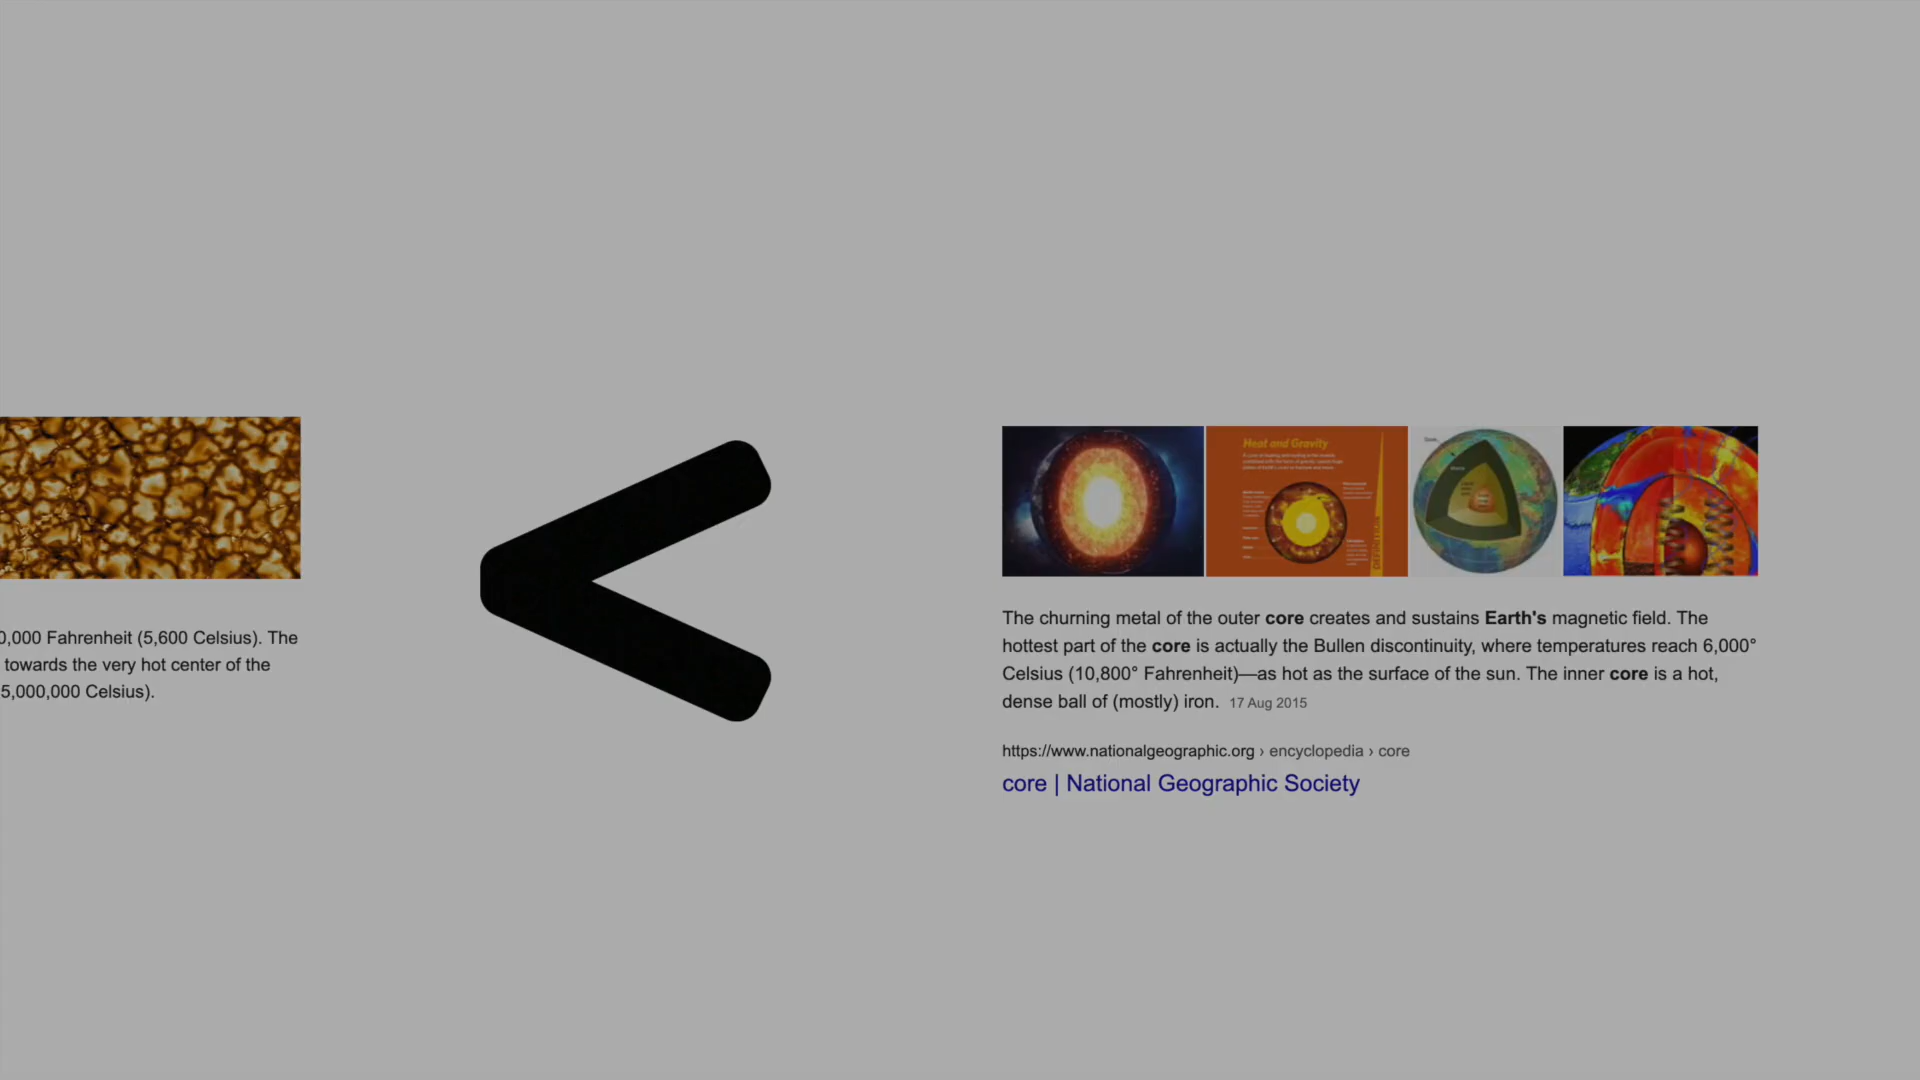 0,000 Fahrenheit (5,600 Celsius). The
towards the very hot center of the
5,000,000 Celsius).
Heat and Gravity
The churning metal of the outer core creates and sustains Earth's magnetic field. The
hottest part of the core is actually the Bullen discontinuity, where temperatures reach 6,000°
Celsius (10,800° Fahrenheit)—as hot as the surface of the sun. The inner core is a hot,
dense ball of (mostly) iron. 17 Aug 2015
https://www.nationalgeographic.org › encyclopedia › core
core | National Geographic Society